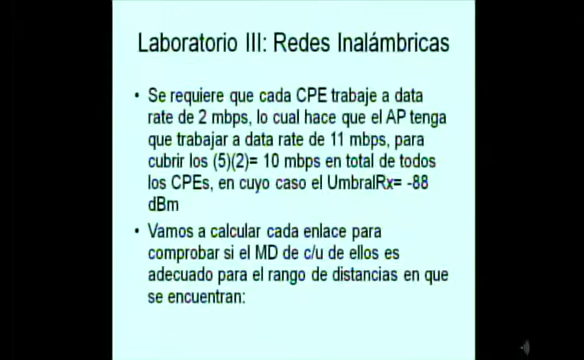 Laboratorio III: Redes Inalámbricas
• Se requiere que cada CPE trabaje a data
rate de 2 mbps, lo cual hace que el AP tenga
que trabajar a data rate de 11 mbps, para
cubrir los (5)(2)= 10 mbps en total de todos
los CPEs, en cuyo caso el UmbralRx= -88
dBm
• Vamos a calcular cada enlace para
comprobar si el MD de c/u de ellos es
adecuado para el rango de distancias en que
se encuentran: